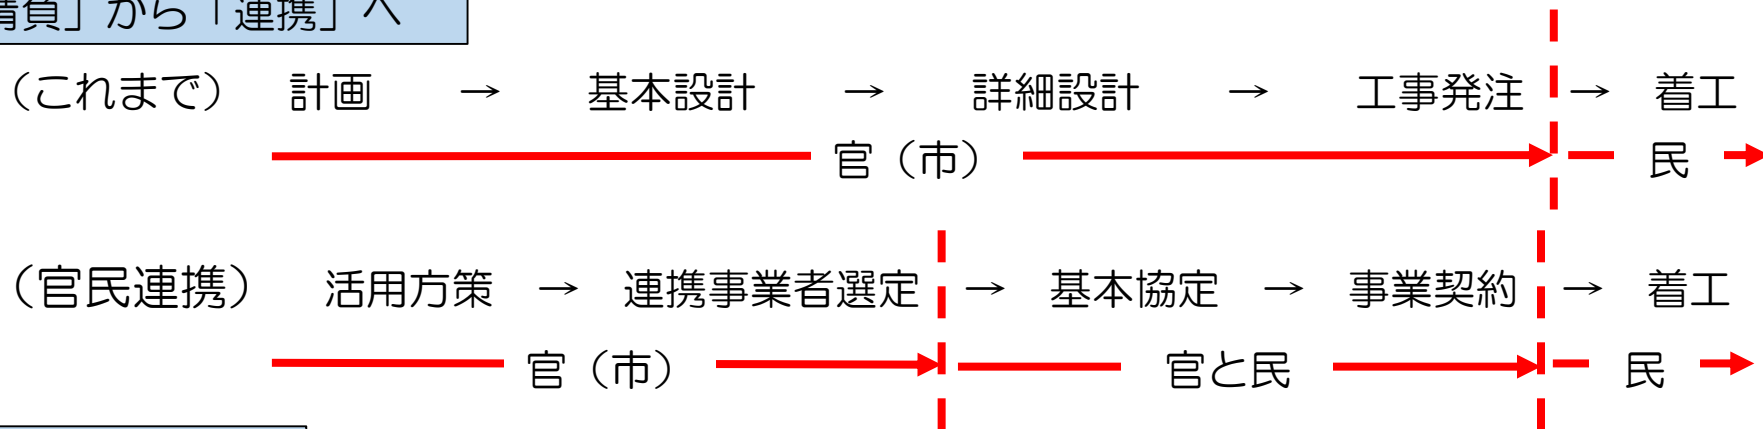 請負」から「連携」へ
（これまで） 計画 → 基本設計 → 詳細設計 → 工事発注 → 着工
官（市） 民
（官民連携） 活用方策 → 連携事業者選定 → 基本協定 → 事業契約 → 着工
官（市） 官と民 民